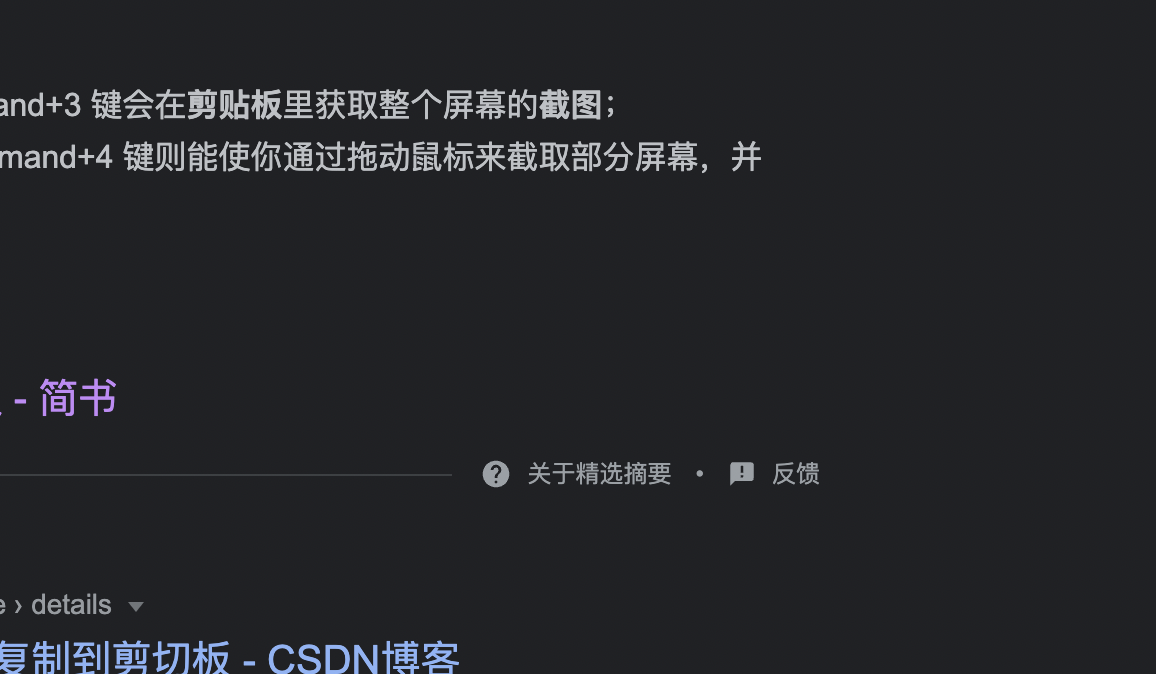 and+3 键会在剪贴板里获取整个屏幕的截图；
mand+4 键则能使你通过拖动鼠标来截取部分屏幕，并
- 简书
关于精选摘要 • 反馈
e › details
复制到剪切板 - CSDN博客